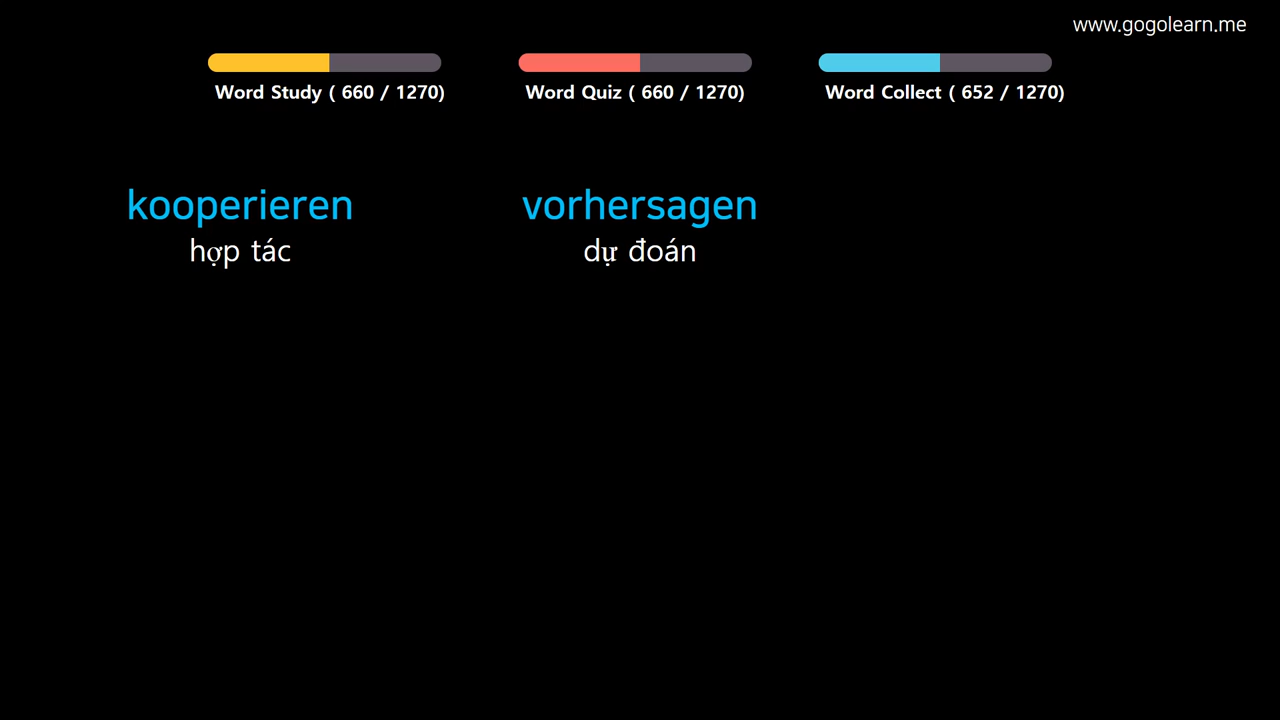 www.gogolearn.me
Word Study ( 660 / 1270)
Word Quiz ( 660 / 1270)
Word Collect ( 652 / 1270)
kooperieren
hợp tác
vorhersagen
dự đoán